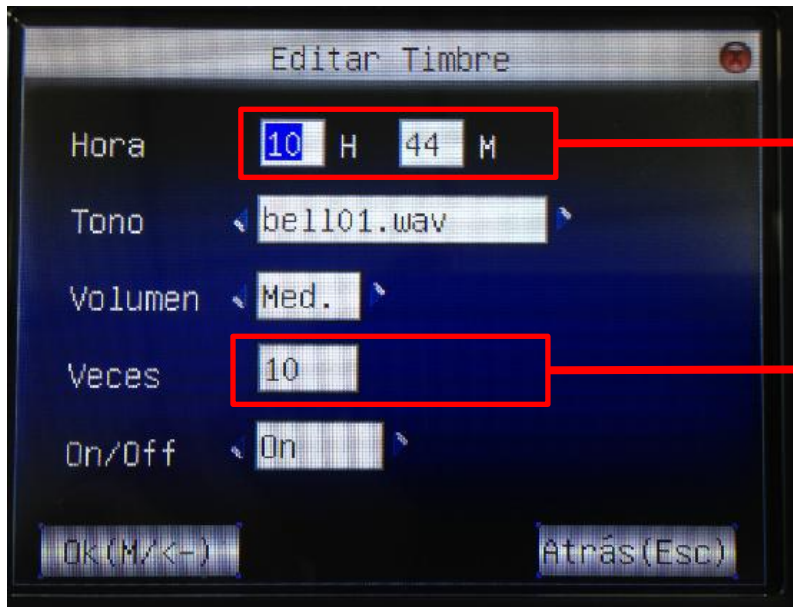 Editar Timbre
Hora 10 H 44 M
Tono bell01.wav
Volumen Med.
Veces 10
On/Off On
Ok(M/<-) Atrás(Esc)